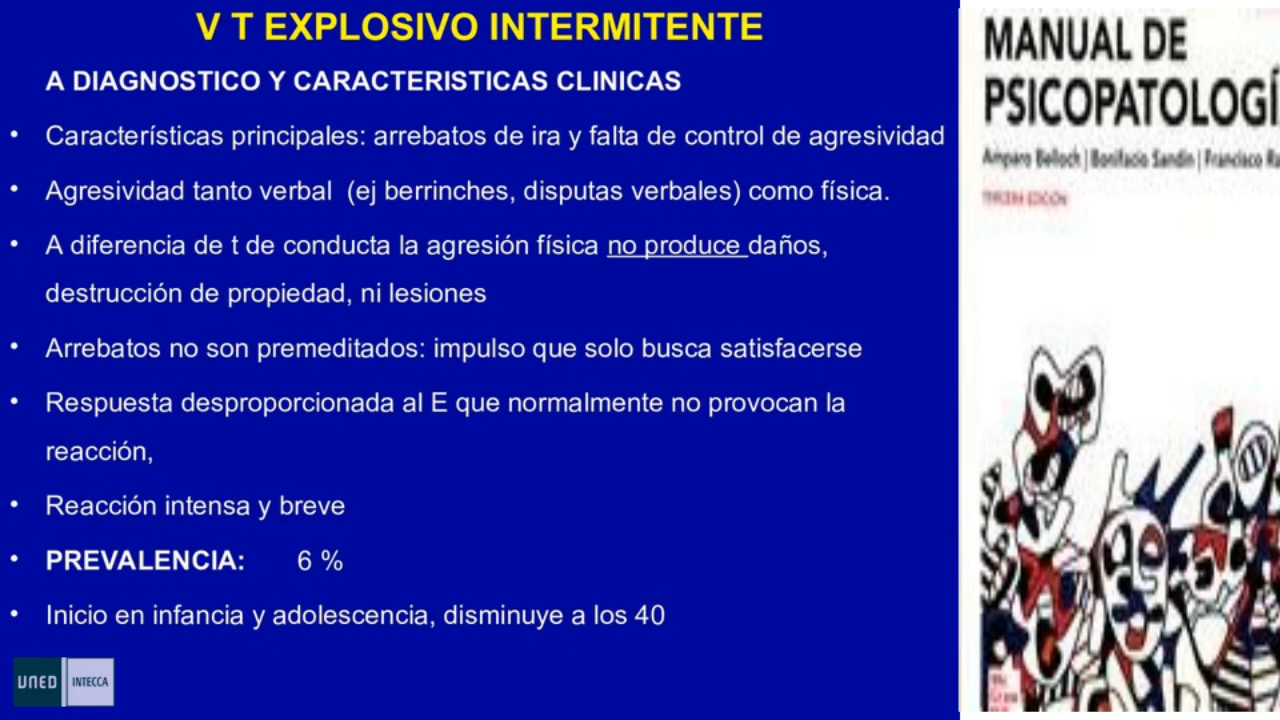 V T EXPLOSIVO INTERMITENTE
A DIAGNOSTICO Y CARACTERISTICAS CLINICAS
• Características principales: arrebatos de ira y falta de control de agresividad
• Agresividad tanto verbal (ej berrinches, disputas verbales) como física.
• A diferencia de t de conducta la agresión física no produce daños,
destrucción de propiedad, ni lesiones
• Arrebatos no son premeditados: impulso que solo busca satisfacerse
• Respuesta desproporcionada al E que normalmente no provocan la
reacción,
• Reacción intensa y breve
• PREVALENCIA: 6 %
• Inicio en infancia y adolescencia, disminuye a los 40
UNED INTECCA
MANUAL DE
PSICOPATOLOGÍ
Amparo Belloch | Bonifacio Sandín | Francisco Ra
TERCERA EDICIÓN